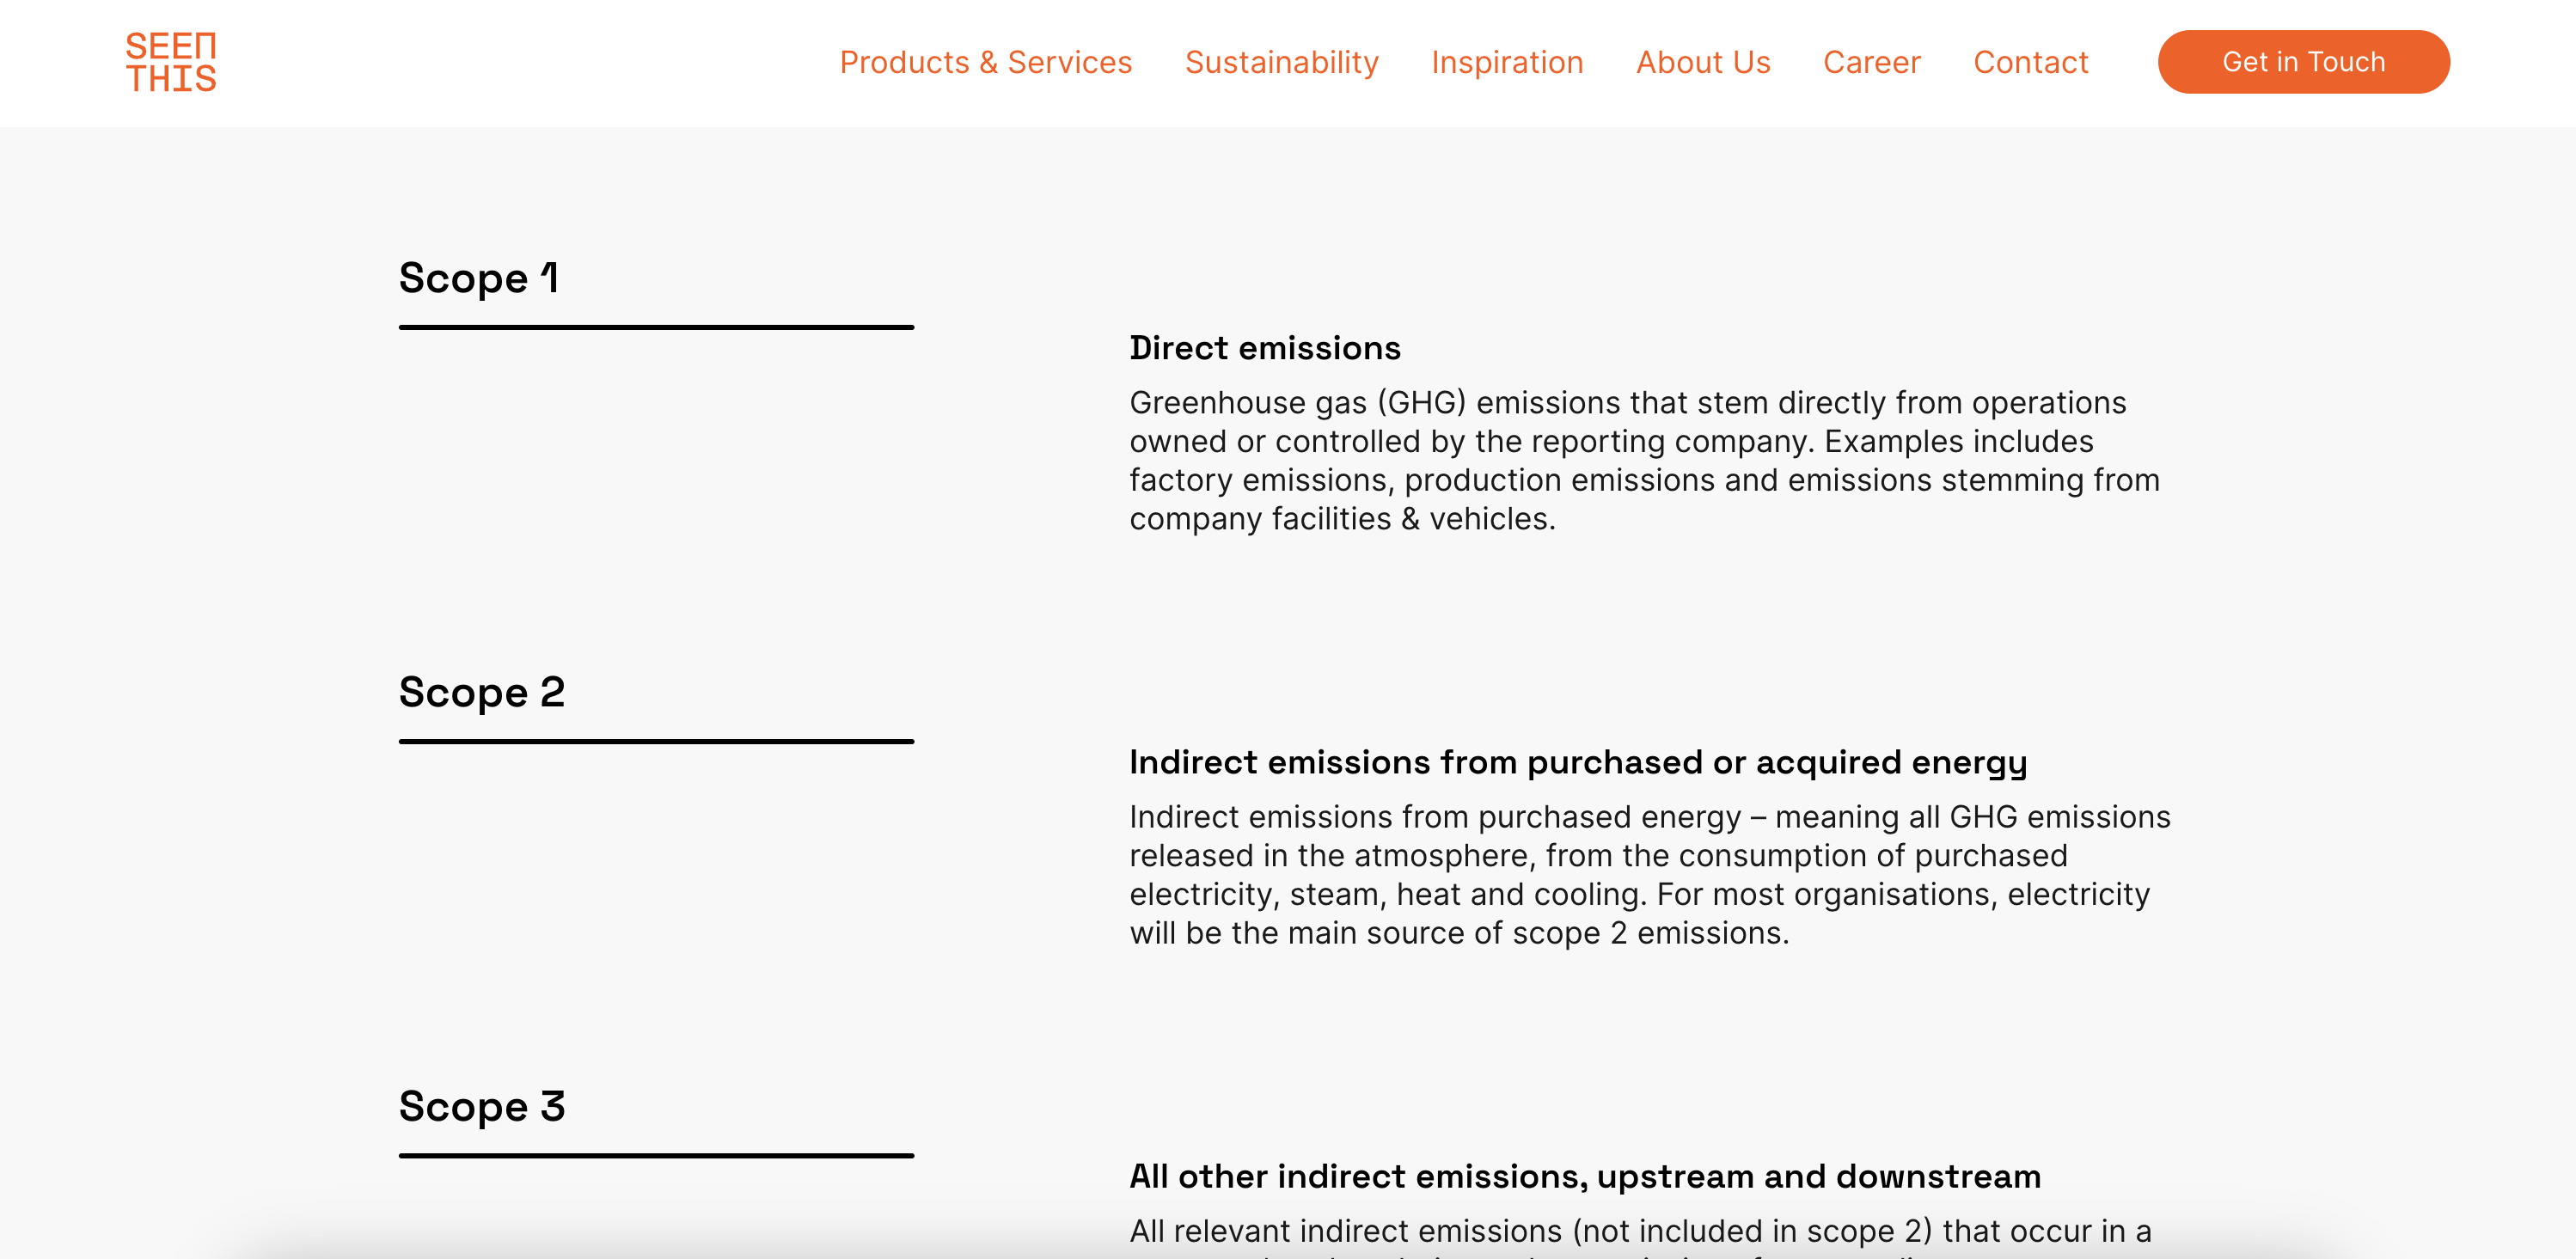 SEEN
THIS
Products & Services
Sustainability
Inspiration
About Us
Career
Contact
Get in Touch
Scope 1
Direct emissions
Greenhouse gas (GHG) emissions that stem directly from operations
owned or controlled by the reporting company. Examples includes
factory emissions, production emissions and emissions stemming from
company facilities & vehicles.
Scope 2
Indirect emissions from purchased or acquired energy
Indirect emissions from purchased energy – meaning all GHG emissions
released in the atmosphere, from the consumption of purchased
electricity, steam, heat and cooling. For most organisations, electricity
will be the main source of scope 2 emissions.
Scope 3
All other indirect emissions, upstream and downstream
All relevant indirect emissions (not included in scope 2) that occur in a